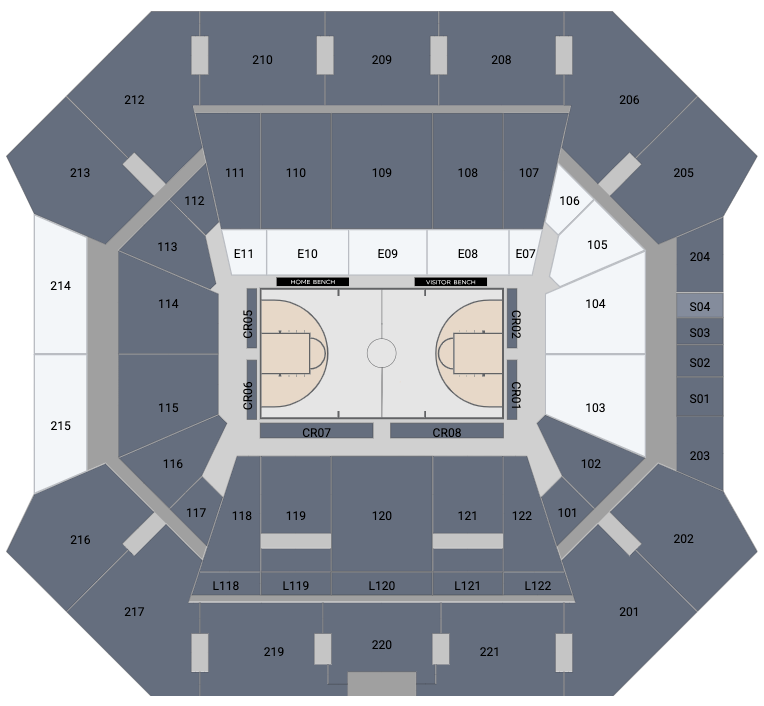 210
209
208
212
206
213
111
110
109
108
107
205
112
106
113
105
E11
E10
E09
E08
E07
204
HOME BENCH
VISITOR BENCH
214
114
104
S04
CR05
CR02
S03
S02
CR06
CR01
S01
115
103
215
CR07
CR08
116
102
203
117
118
119
120
121
122
101
216
202
L118
L119
L120
L121
L122
217
201
219
220
221